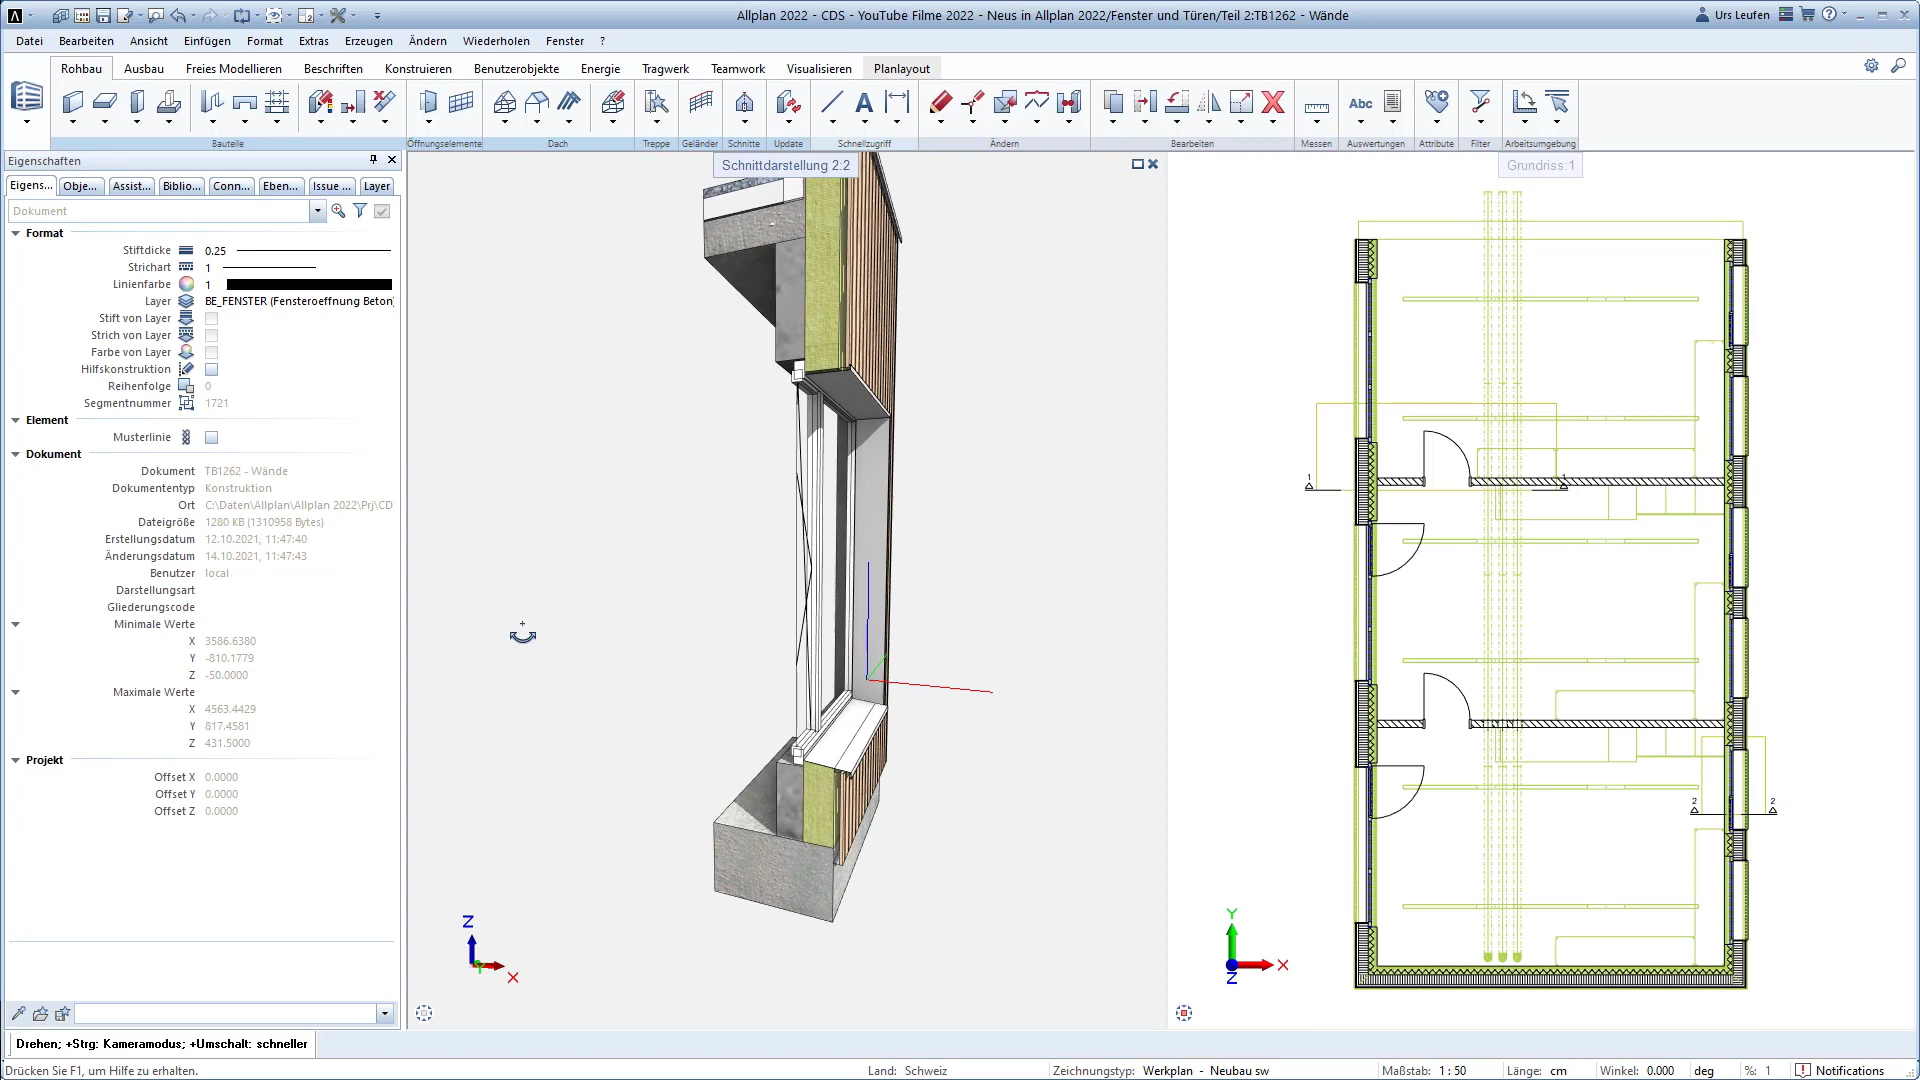 Allplan 2022 - CDS - YouTube Filme 2022 - Neus in Allplan 2022/Fenster und Türen/Teil 2:TB1262 - Wände
Urs Leufen
Datei Bearbeiten Ansicht Einfügen Format Extras Erzeugen Ändern Wiederholen Fenster ?
Rohbau Ausbau Freies Modellieren Beschriften Konstruieren Benutzerobjekte Energie Tragwerk Teamwork Visualisieren Planlayout
Abc
Bauteile Öffnungselemente Dach Treppe Geländer Schnitte Update Schnellzugriff Ändern Bearbeiten Messen Auswertungen Attribute Filter Arbeitsumgebung
Eigenschaften
Eigens... Obje... Assist... Biblio... Conn... Eben... Issue ... Layer
Dokument
Format
Stiftdicke 0.25
Strichart 1
Linienfarbe 1
Layer BE_FENSTER (Fensteroeffnung Beton)
Stift von Layer
Strich von Layer
Farbe von Layer
Hilfskonstruktion
Reihenfolge 0
Segmentnummer 1721
Element
Musterlinie
Dokument
Dokument TB1262 - Wände
Dokumententyp Konstruktion
Ort C:\Daten\Allplan\Allplan 2022\Prj\CD
Dateigröße 1280 KB (1310958 Bytes)
Erstellungsdatum 12.10.2021, 11:47:40
Änderungsdatum 14.10.2021, 11:47:43
Benutzer local
Darstellungsart
Gliederungscode
Minimale Werte
X 3586.6380
Y -810.1779
Z -50.0000
Maximale Werte
X 4563.4429
Y 817.4581
Z 431.5000
Projekt
Offset X 0.0000
Offset Y 0.0000
Offset Z 0.0000
Schnittdarstellung 2:2
Z
Y
X
Grundriss:1
1 1
2 2
Y
X
Z
Drehen; +Strg: Kameramodus; +Umschalt: schneller
Drücken Sie F1, um Hilfe zu erhalten. Land: Schweiz Zeichnungstyp: Werkplan - Neubau sw Maßstab: 1 : 50 Länge: cm Winkel: 0.000 deg %: 1 Notifications